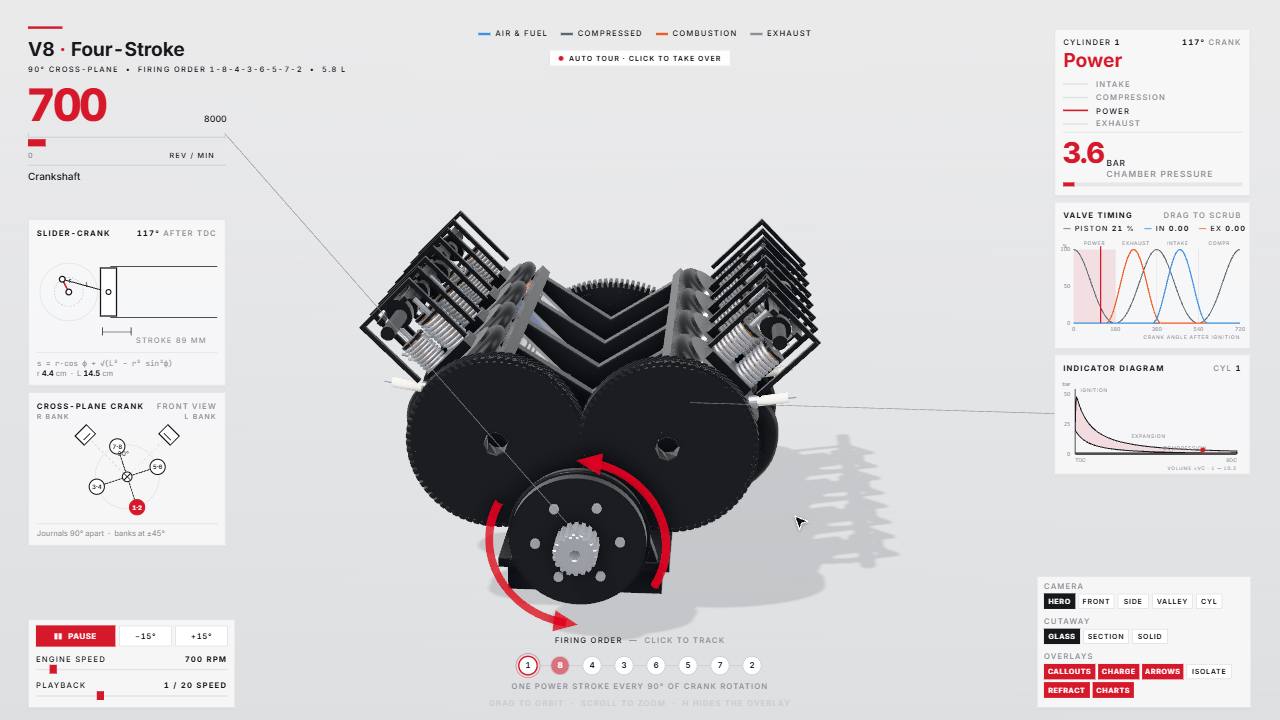 V8 · Four-Stroke
90° CROSS-PLANE • FIRING ORDER 1-8-4-3-6-5-7-2 • 5.8 L
700
8000
0 REV / MIN
Crankshaft
AIR & FUEL COMPRESSED COMBUSTION EXHAUST
AUTO TOUR · CLICK TO TAKE OVER
SLIDER-CRANK 117° AFTER TDC
STROKE 89 MM
s = r·cos ϕ + √(L² − r² sin²ϕ)
r 4.4 cm · L 14.5 cm
CROSS-PLANE CRANK FRONT VIEW
R BANK L BANK
7-8
5-6
3-4
1-2
Journals 90° apart · banks at ±45°
PAUSE −15° +15°
ENGINE SPEED 700 RPM
PLAYBACK 1 / 20 SPEED
FIRING ORDER — CLICK TO TRACK
1 8 4 3 6 5 7 2
ONE POWER STROKE EVERY 90° OF CRANK ROTATION
DRAG TO ORBIT · SCROLL TO ZOOM · H HIDES THE OVERLAY
CYLINDER 1 117° CRANK
Power
INTAKE
COMPRESSION
POWER
EXHAUST
3.6 BAR
CHAMBER PRESSURE
VALVE TIMING DRAG TO SCRUB
PISTON 21 % IN 0.00 EX 0.00
POWER EXHAUST INTAKE COMPR
%
100
50
0
0 180 360 540 720
CRANK ANGLE AFTER IGNITION
INDICATOR DIAGRAM CYL 1
bar
50
IGNITION
25
EXPANSION
COMPRESSION
0
TDC BDC
CAMERA
HERO FRONT SIDE VALLEY CYL
CUTAWAY
GLASS SECTION SOLID
OVERLAYS
CALLOUTS CHARGE ARROWS ISOLATE
REFRACT CHARTS